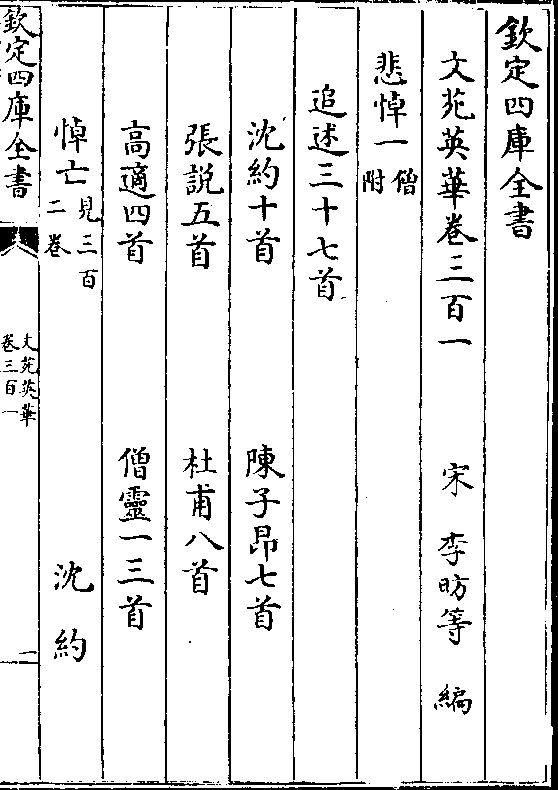 欽定四庫全書
文苑英華卷三百一　宋　李昉等　編
悲悼一僧附
追述三十七首
沈約十首　陳子昂七首
張説五首　杜甫八首
高適四首　僧靈一三首
悼亡見三百二卷　沈約
欽定四庫全書
文苑英華
卷三百一
一